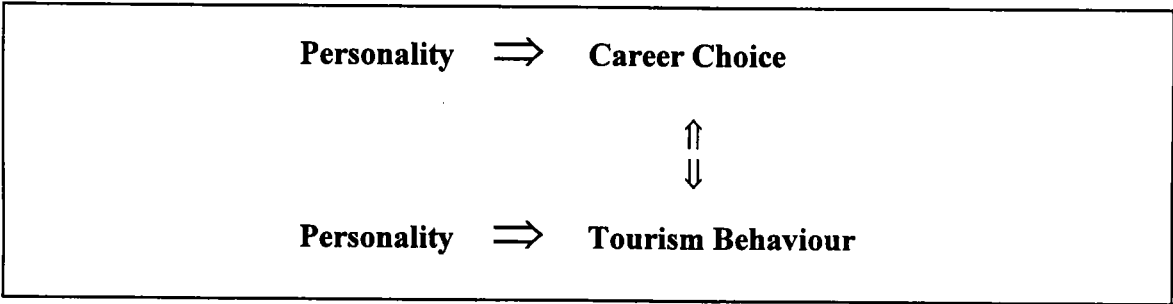 Personality ⇒ Career Choice
⇑
⇓
Personality ⇒ Tourism Behaviour